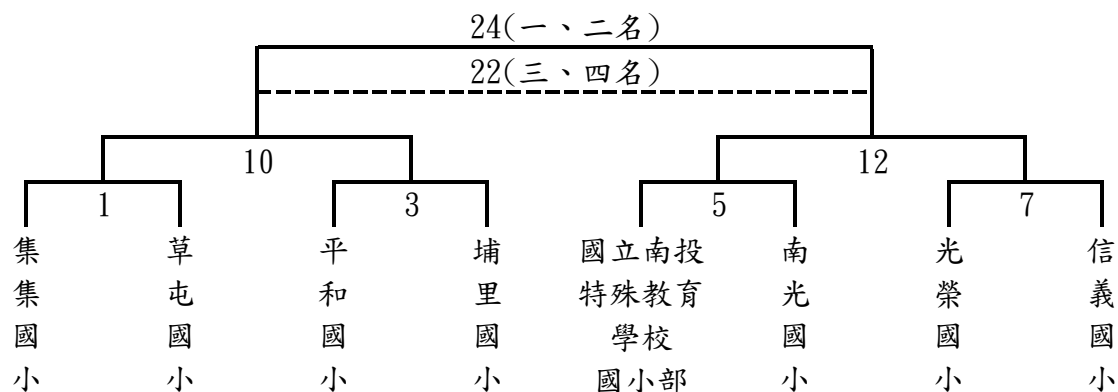 24(一、二名)
22(三、四名)
10
12
1
3
5
7
集集國小
草屯國小
平和國小
埔里國小
國立南投
特殊教育
學校
國小部
南光國小
光榮國小
信義國小